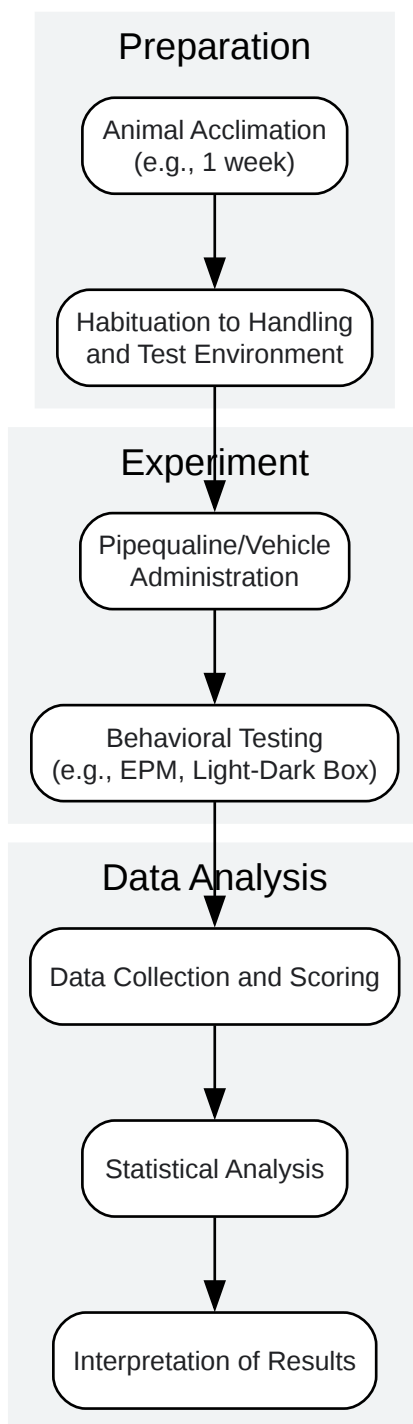 Preparation
Animal Acclimation
(e.g., 1 week)
Habituation to Handling
and Test Environment
Experiment
Pipequaline/Vehicle
Administration
Behavioral Testing
(e.g., EPM, Light-Dark Box)
Data Analysis
Data Collection and Scoring
Statistical Analysis
Interpretation of Results